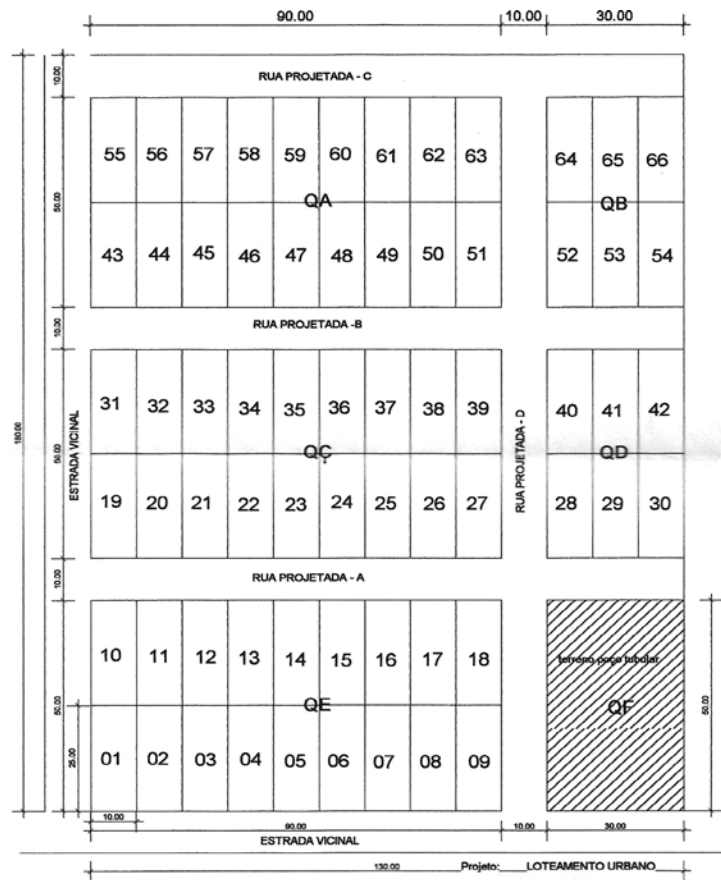 90.00 10.00 30.00
10.00 RUA PROJETADA - C
55 56 57 58 59 60 61 62 63 64 65 66
50.00 QA QB
43 44 45 46 47 48 49 50 51 52 53 54
10.00 RUA PROJETADA -B
31 32 33 34 35 36 37 38 39 40 41 42
ESTRADA VICINAL
50.00 QÇ QD
RUA PROJETADA - D
19 20 21 22 23 24 25 26 27 28 29 30
10.00 RUA PROJETADA - A
10 11 12 13 14 15 16 17 18
terreno poço tubular
50.00 QE QF 50.00
25.00
01 02 03 04 05 06 07 08 09
10.00
90.00 10.00 30.00
ESTRADA VICINAL
130.00 Projeto: LOTEAMENTO URBANO